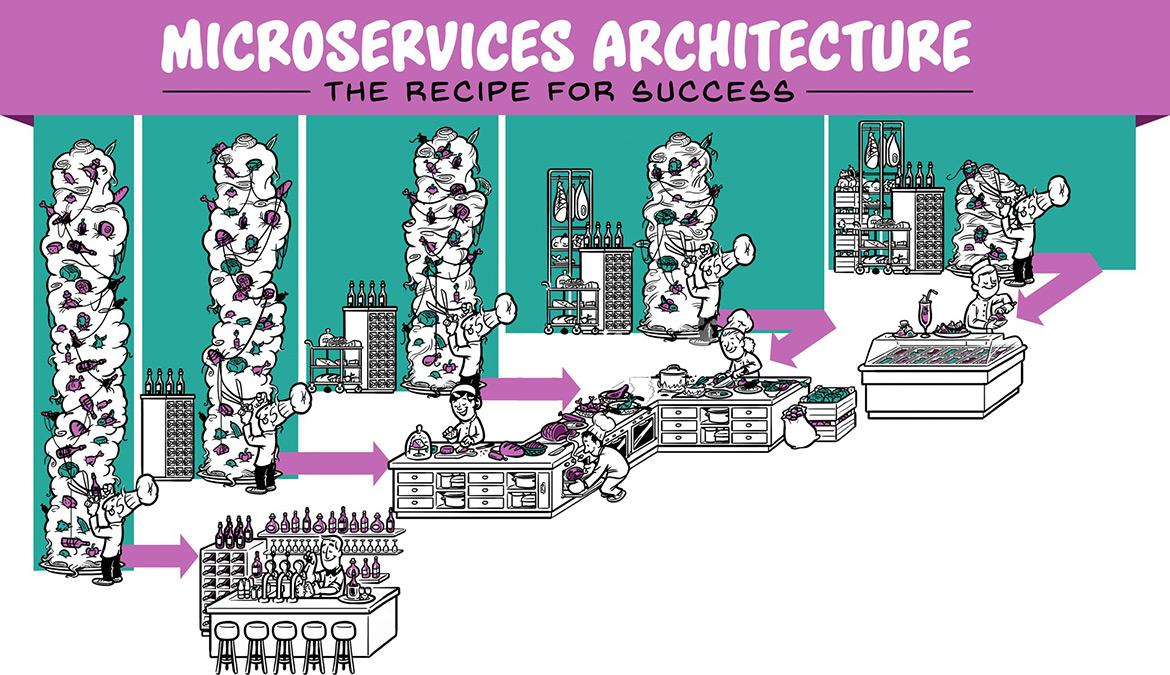 MICROSERVICES ARCHITECTURE
THE RECIPE FOR SUCCESS